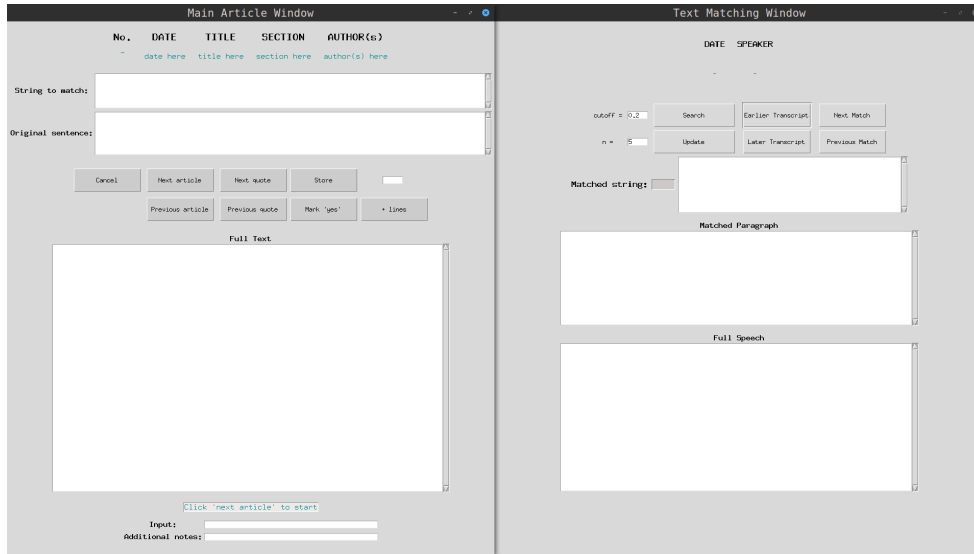 Main Article Window
No. DATE TITLE SECTION AUTHOR(s)
- date here title here section here author(s) here
String to match:
Original sentence:
Cancel Next article Next quote Store
Previous article Previous quote Mark 'yes' + lines
Full Text
Click 'next article' to start
Input:
Additional notes:
Text Matching Window
DATE SPEAKER
- -
cutoff = 0.2 Search Earlier Transcript Next Match
n = 5 Update Later Transcript Previous Match
Matched string:
Matched Paragraph
Full Speech